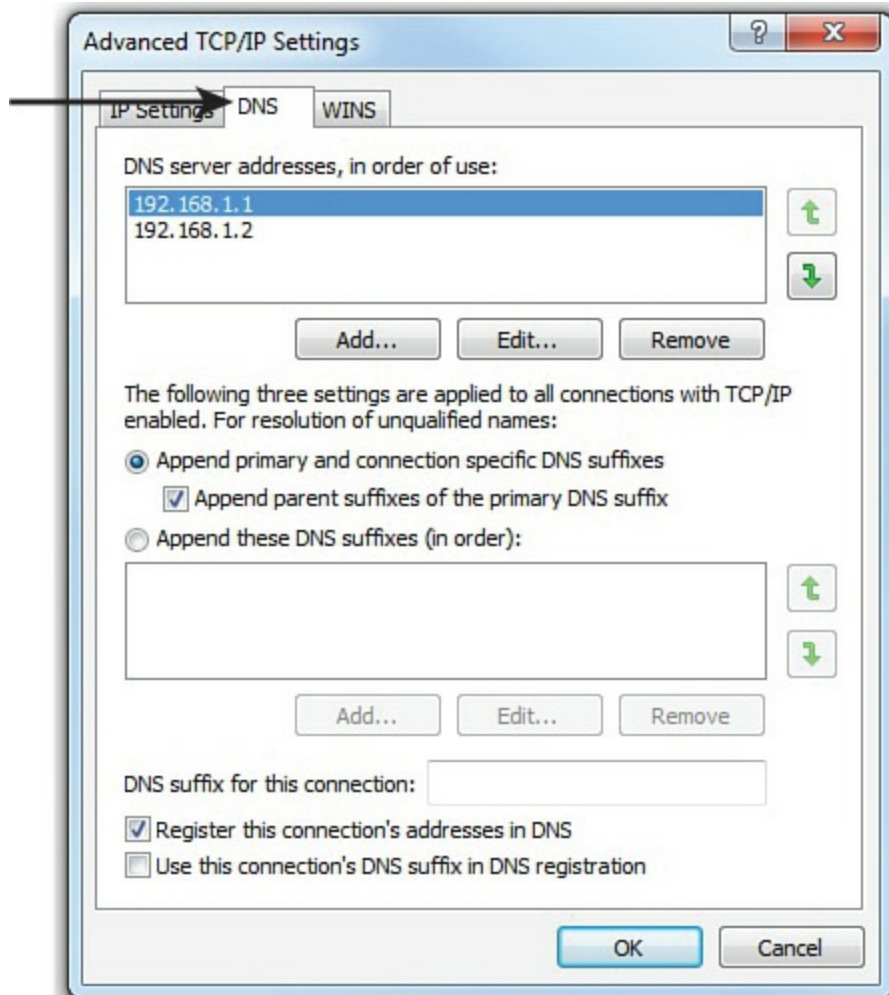 Advanced TCP/IP Settings
IP Settings DNS WINS
DNS server addresses, in order of use:
192.168.1.1
192.168.1.2
Add... Edit... Remove
The following three settings are applied to all connections with TCP/IP
enabled. For resolution of unqualified names:
Append primary and connection specific DNS suffixes
Append parent suffixes of the primary DNS suffix
Append these DNS suffixes (in order):
Add... Edit... Remove
DNS suffix for this connection:
Register this connection's addresses in DNS
Use this connection's DNS suffix in DNS registration
OK Cancel